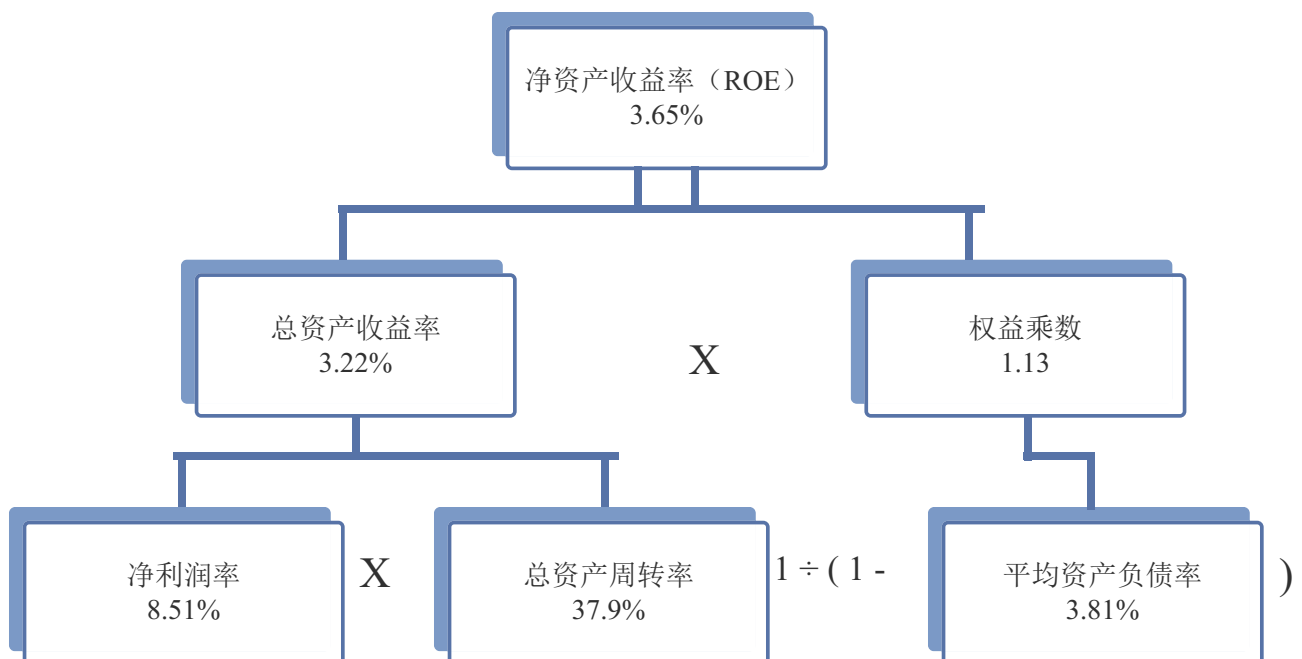 净资产收益率（ROE）
3.65%
总资产收益率
3.22%
X
权益乘数
1.13
净利润率
8.51%
X
总资产周转率
37.9%
1 ÷ ( 1 -
平均资产负债率
3.81%
)